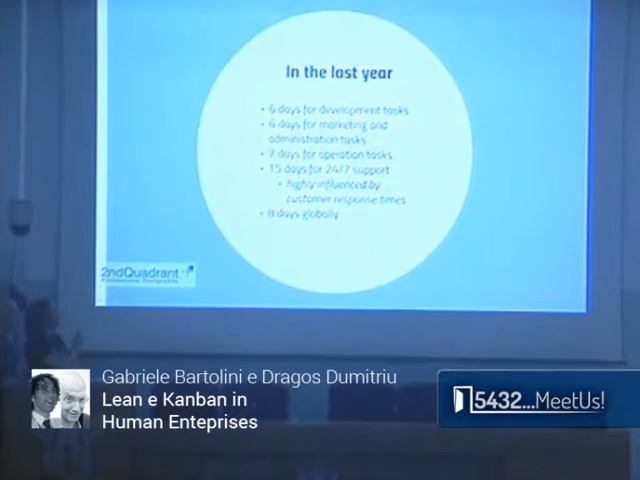 In the last year
• 6 days for development tasks
• 6 days for marketing and
administration tasks
• 7 days for operation tasks
• 15 days for 24/7 support
• highly influenced by
customer response times
• 8 days globally
2ndQuadrant
Professional PostgreSQL
Gabriele Bartolini e Dragos Dumitriu
Lean e Kanban in
Human Enteprises
5432...MeetUs!